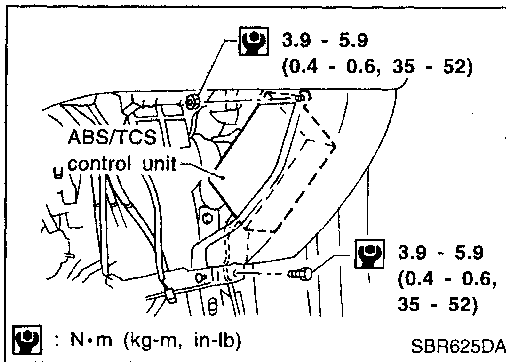 3.9 - 5.9
(0.4 - 0.6, 35 - 52)
ABS/TCS
control unit
3.9 - 5.9
(0.4 - 0.6,
35 - 52)
: N•m (kg-m, in-lb)
SBR625DA